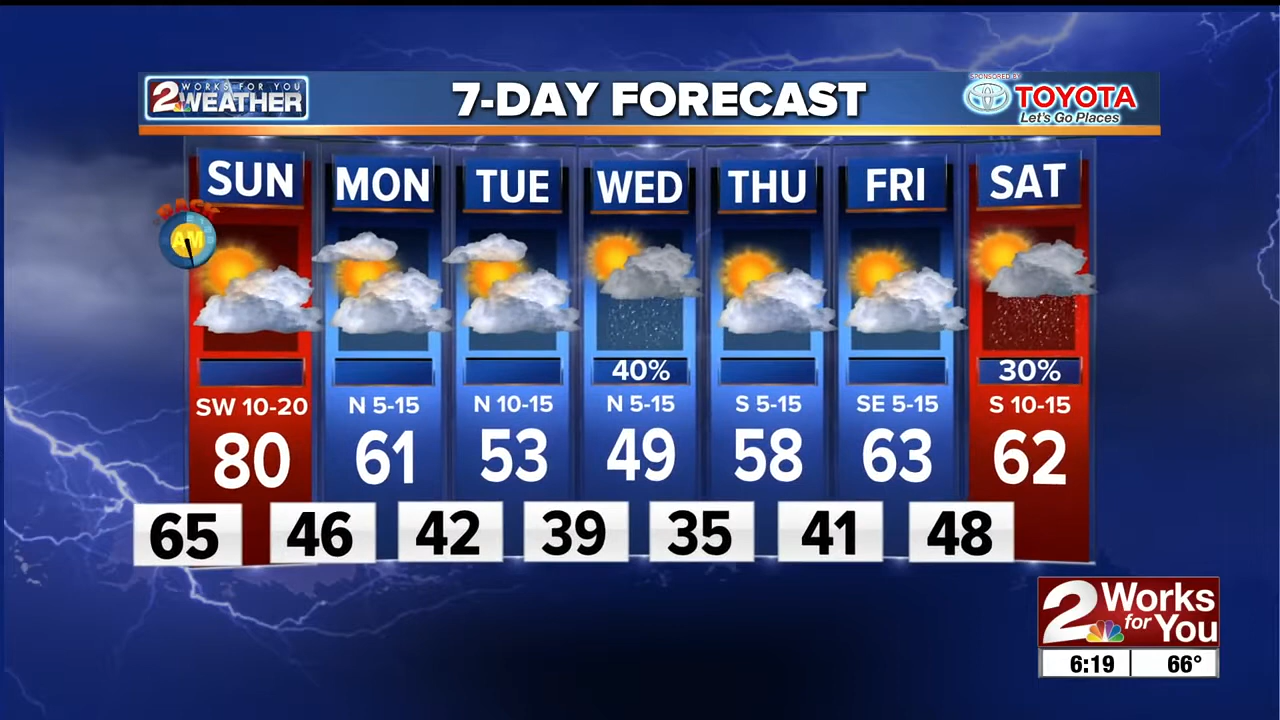 2 WORKS FOR YOU
WEATHER
7-DAY FORECAST
SPONSORED BY
TOYOTA
Let's Go Places
SUN MON TUE WED THU FRI SAT
BACK
AM
40% 30%
SW 10-20 N 5-15 N 10-15 N 5-15 S 5-15 SE 5-15 S 10-15
80 61 53 49 58 63 62
65 46 42 39 35 41 48
2 Works
for You
6:19 66°